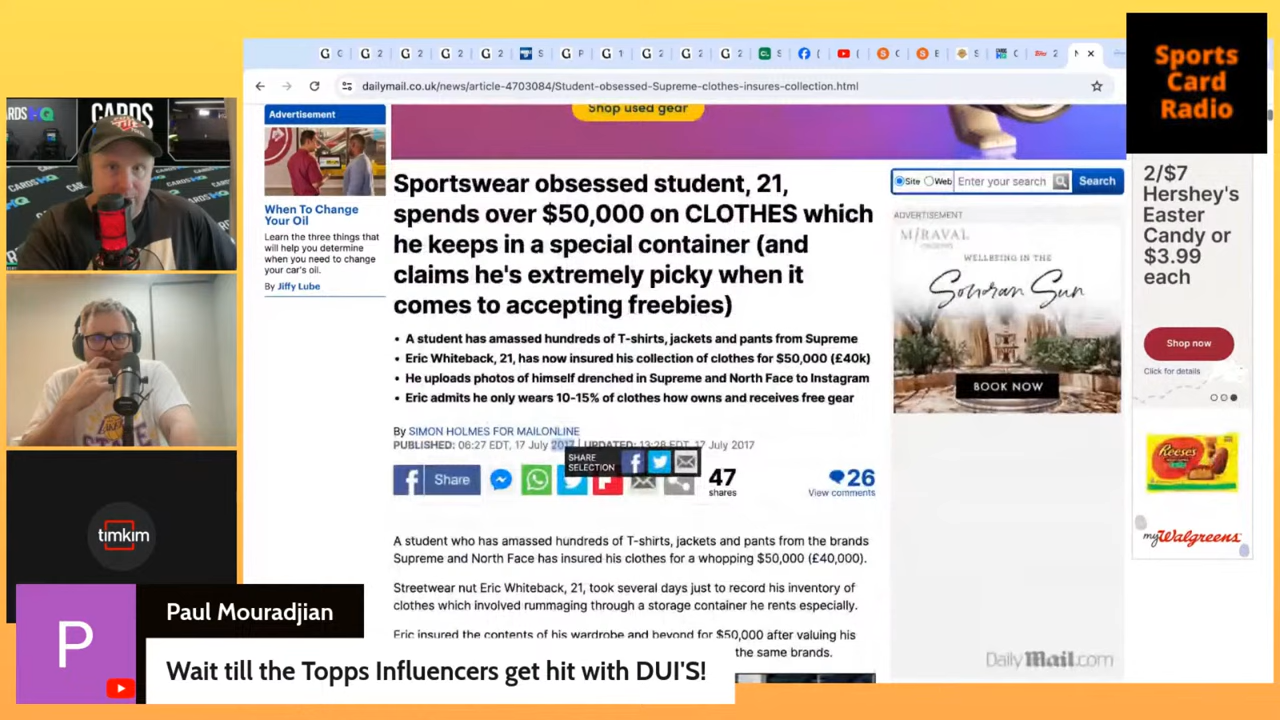 dailymail.co.uk/news/article-4703084/Student-obsessed-Supreme-clothes-insures-collection.html
Sports
Card
Radio
CARDS
HQ
timkim
Advertisement
When To Change
Your Oil
Learn the three things that
will help you determine
when you need to change
your car's oil.
By Jiffy Lube
Shop used gear
Sportswear obsessed student, 21,
spends over $50,000 on CLOTHES which
he keeps in a special container (and
claims he's extremely picky when it
comes to accepting freebies)
• A student has amassed hundreds of T-shirts, jackets and pants from Supreme
• Eric Whiteback, 21, has now insured his collection of clothes for $50,000 (£40k)
• He uploads photos of himself drenched in Supreme and North Face to Instagram
• Eric admits he only wears 10-15% of clothes how owns and receives free gear
By SIMON HOLMES FOR MAILONLINE
PUBLISHED: 06:27 EDT, 17 July 2017 | UPDATED: 13:28 EDT, 17 July 2017
SHARE
SELECTION
Share
47
shares
26
View comments
A student who has amassed hundreds of T-shirts, jackets and pants from the brands
Supreme and North Face has insured his clothes for a whopping $50,000 (£40,000).
Streetwear nut Eric Whiteback, 21, took several days just to record his inventory of
clothes which involved rummaging through a storage container he rents especially.
Eric insured the contents of his wardrobe and beyond for $50,000 after valuing his
the same brands.
Site Web Enter your search Search
ADVERTISEMENT
MIRAVAL
WELLBEING IN THE
Sonoran Sun
BOOK NOW
DailyMail.com
2/$7
Hershey's
Easter
Candy or
$3.99
each
Shop now
Click for details
Reese's
myWalgreens
P
Paul Mouradjian
Wait till the Topps Influencers get hit with DUI'S!